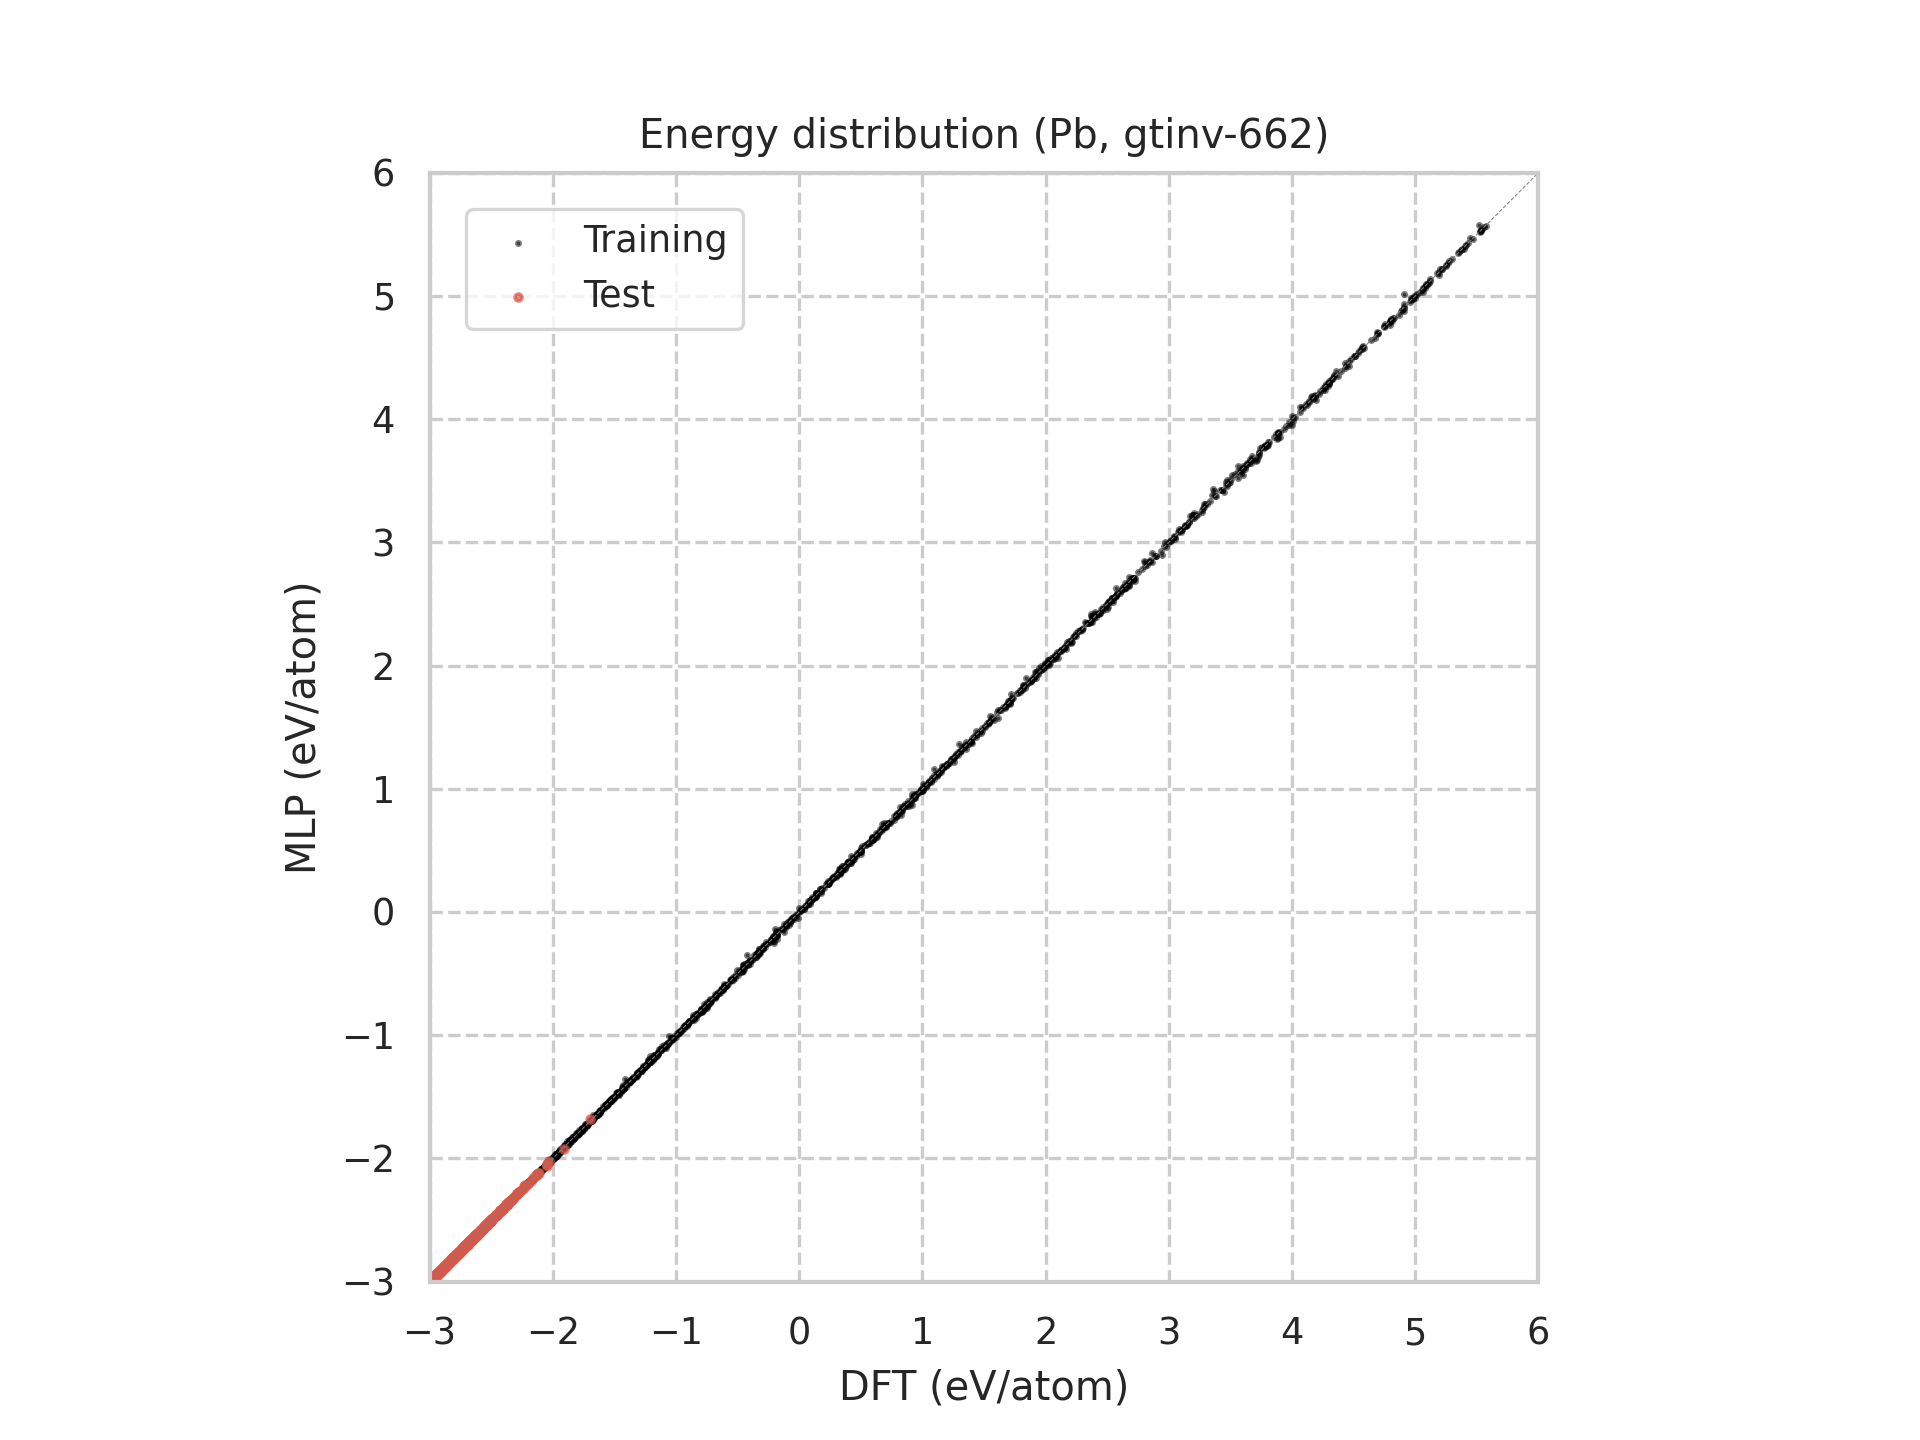 Energy distribution (Pb, gtinv-662)
6
5
4
3
2
1
0
−1
−2
−3
MLP (eV/atom)
Training
Test
−3 −2 −1 0 1 2 3 4 5 6
DFT (eV/atom)